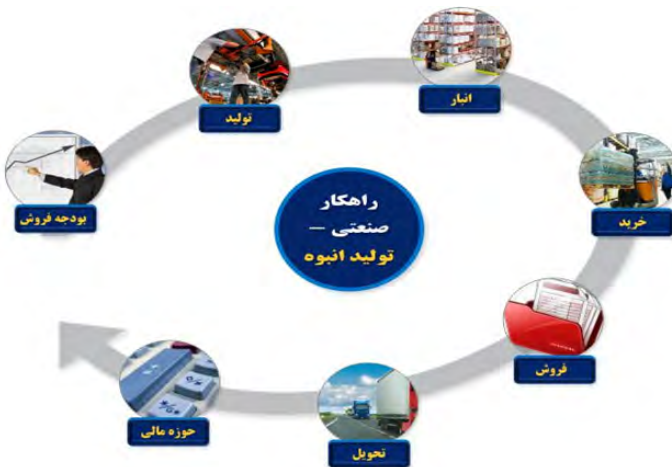 بودجه فروش
تولید
انبار
خرید
فروش
تحویل
حوزه مالی
راهکار
صنعتی –
تولید انبوه